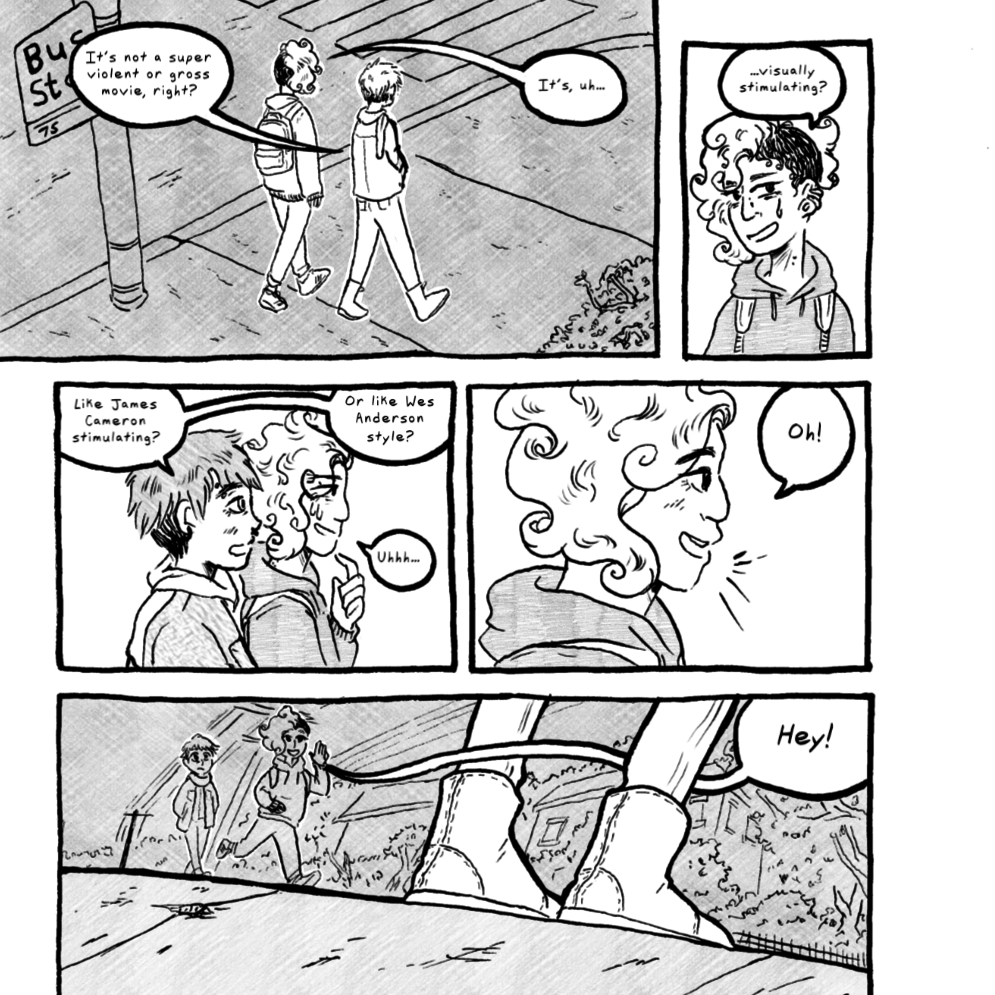 Bus
St
75
It's not a super
violent or gross
movie, right?
It's, uh...
...visually
stimulating?
Like James
Cameron
stimulating?
Or like Wes
Anderson
style?
Uhhh...
Oh!
Hey!